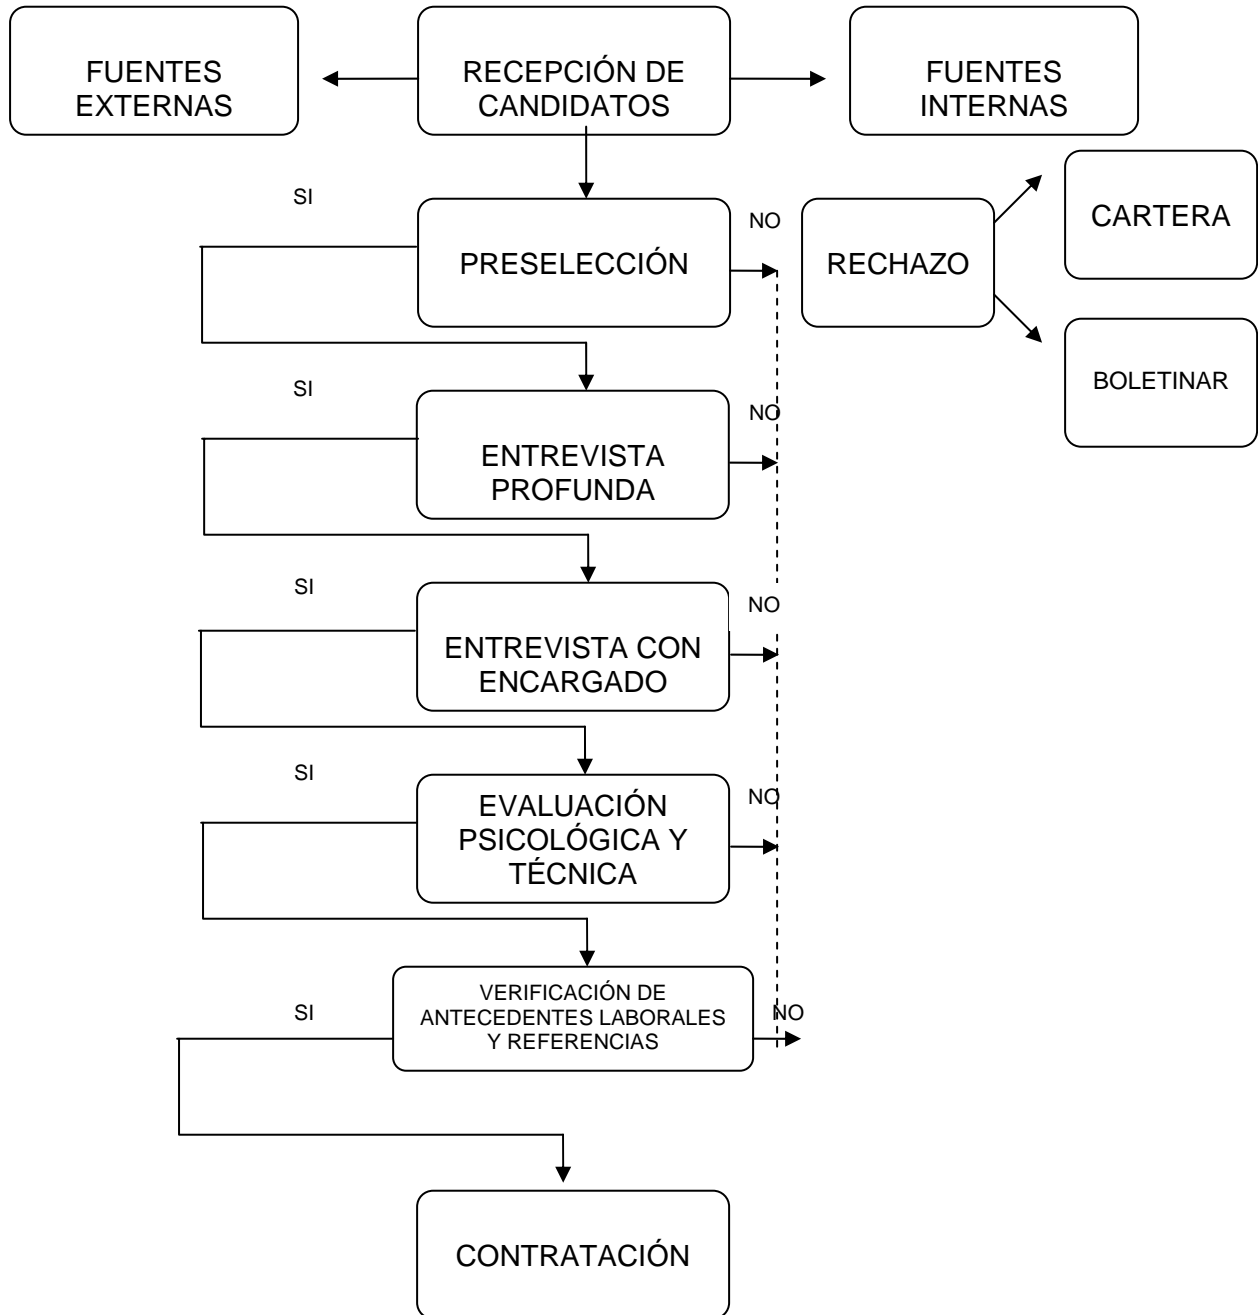 FUENTES
EXTERNAS
RECEPCIÓN DE
CANDIDATOS
FUENTES
INTERNAS
SI
PRESELECCIÓN
NO
RECHAZO
CARTERA
BOLETINAR
SI
ENTREVISTA
PROFUNDA
NO
SI
ENTREVISTA CON
ENCARGADO
NO
SI
EVALUACIÓN
PSICOLÓGICA Y
TÉCNICA
NO
SI
VERIFICACIÓN DE
ANTECEDENTES LABORALES
Y REFERENCIAS
NO
CONTRATACIÓN